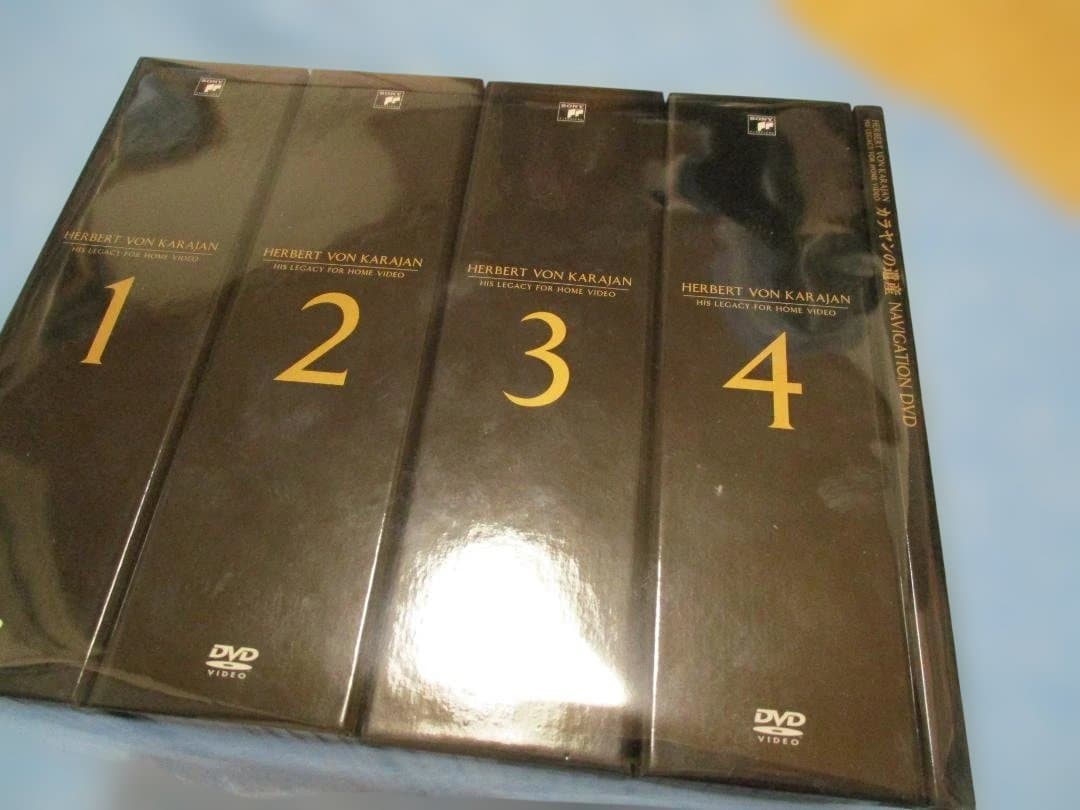 SONY
HERBERT VON KARAJAN
HIS LEGACY FOR HOME VIDEO
1
SONY
HERBERT VON KARAJAN
HIS LEGACY FOR HOME VIDEO
2
DVD
VIDEO
SONY
HERBERT VON KARAJAN
HIS LEGACY FOR HOME VIDEO
3
SONY
HERBERT VON KARAJAN
HIS LEGACY FOR HOME VIDEO
4
DVD
VIDEO
HERBERT VON KARAJAN
HIS LEGACY FOR HOME VIDEO
カラヤンの遺産 NAVIGATION DVD